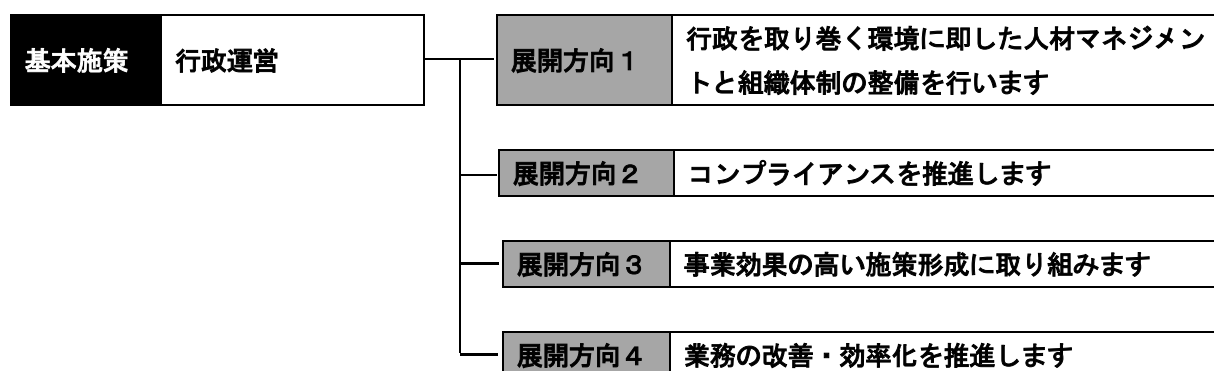 基本施策 行政運営
展開方向1 行政を取り巻く環境に即した人材マネジメン
トと組織体制の整備を行います
展開方向2 コンプライアンスを推進します
展開方向3 事業効果の高い施策形成に取り組みます
展開方向4 業務の改善・効率化を推進します